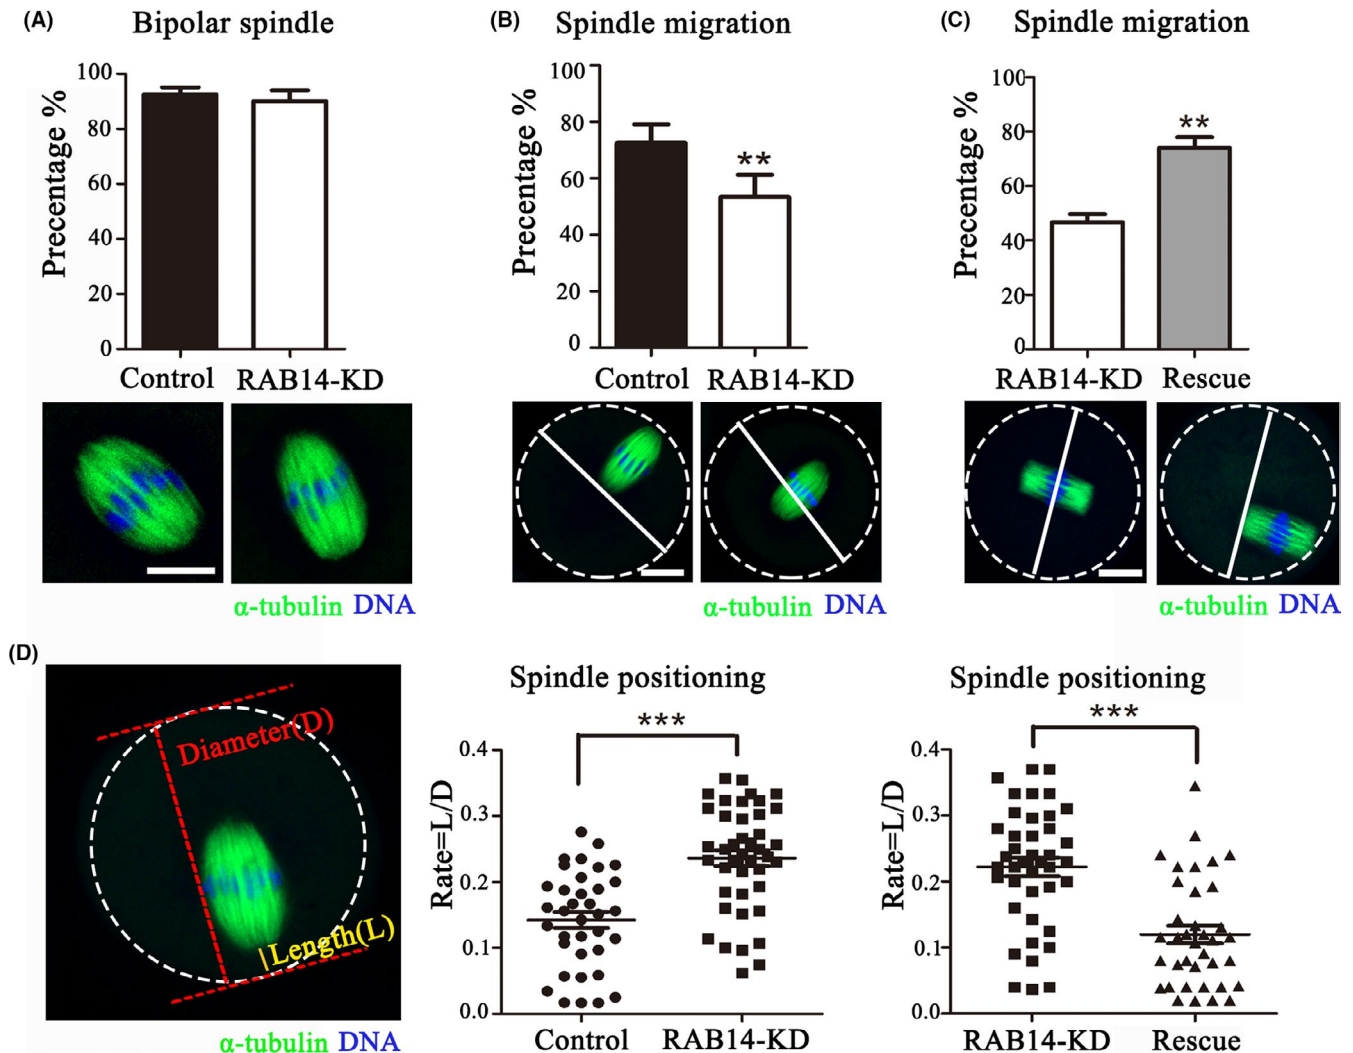 (A) Bipolar spindle
Precentage %
100
80
60
40
20
0
Control RAB14-KD
α-tubulin DNA
(B) Spindle migration
Precentage %
100
80
60
40
20
0
**
Control RAB14-KD
α-tubulin DNA
(C) Spindle migration
Precentage %
100
80
60
40
20
0
**
RAB14-KD Rescue
α-tubulin DNA
(D)
Diameter(D)
Length(L)
α-tubulin DNA
Spindle positioning
***
Rate=L/D
0.4
0.3
0.2
0.1
0.0
Control RAB14-KD
Spindle positioning
***
Rate=L/D
0.4
0.3
0.2
0.1
0.0
RAB14-KD Rescue